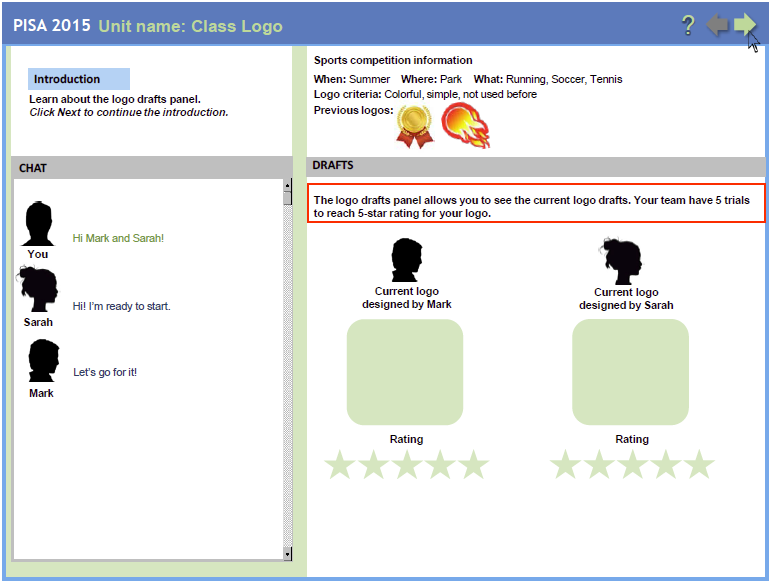 PISA 2015 Unit name: Class Logo
?
Introduction
Learn about the logo drafts panel.
Click Next to continue the introduction.
Sports competition information
When: Summer Where: Park What: Running, Soccer, Tennis
Logo criteria: Colorful, simple, not used before
Previous logos:
CHAT
Hi Mark and Sarah!
You
Hi! I'm ready to start.
Sarah
Let's go for it!
Mark
DRAFTS
The logo drafts panel allows you to see the current logo drafts. Your team have 5 trials
to reach 5-star rating for your logo.
Current logo
designed by Mark
Rating
Current logo
designed by Sarah
Rating